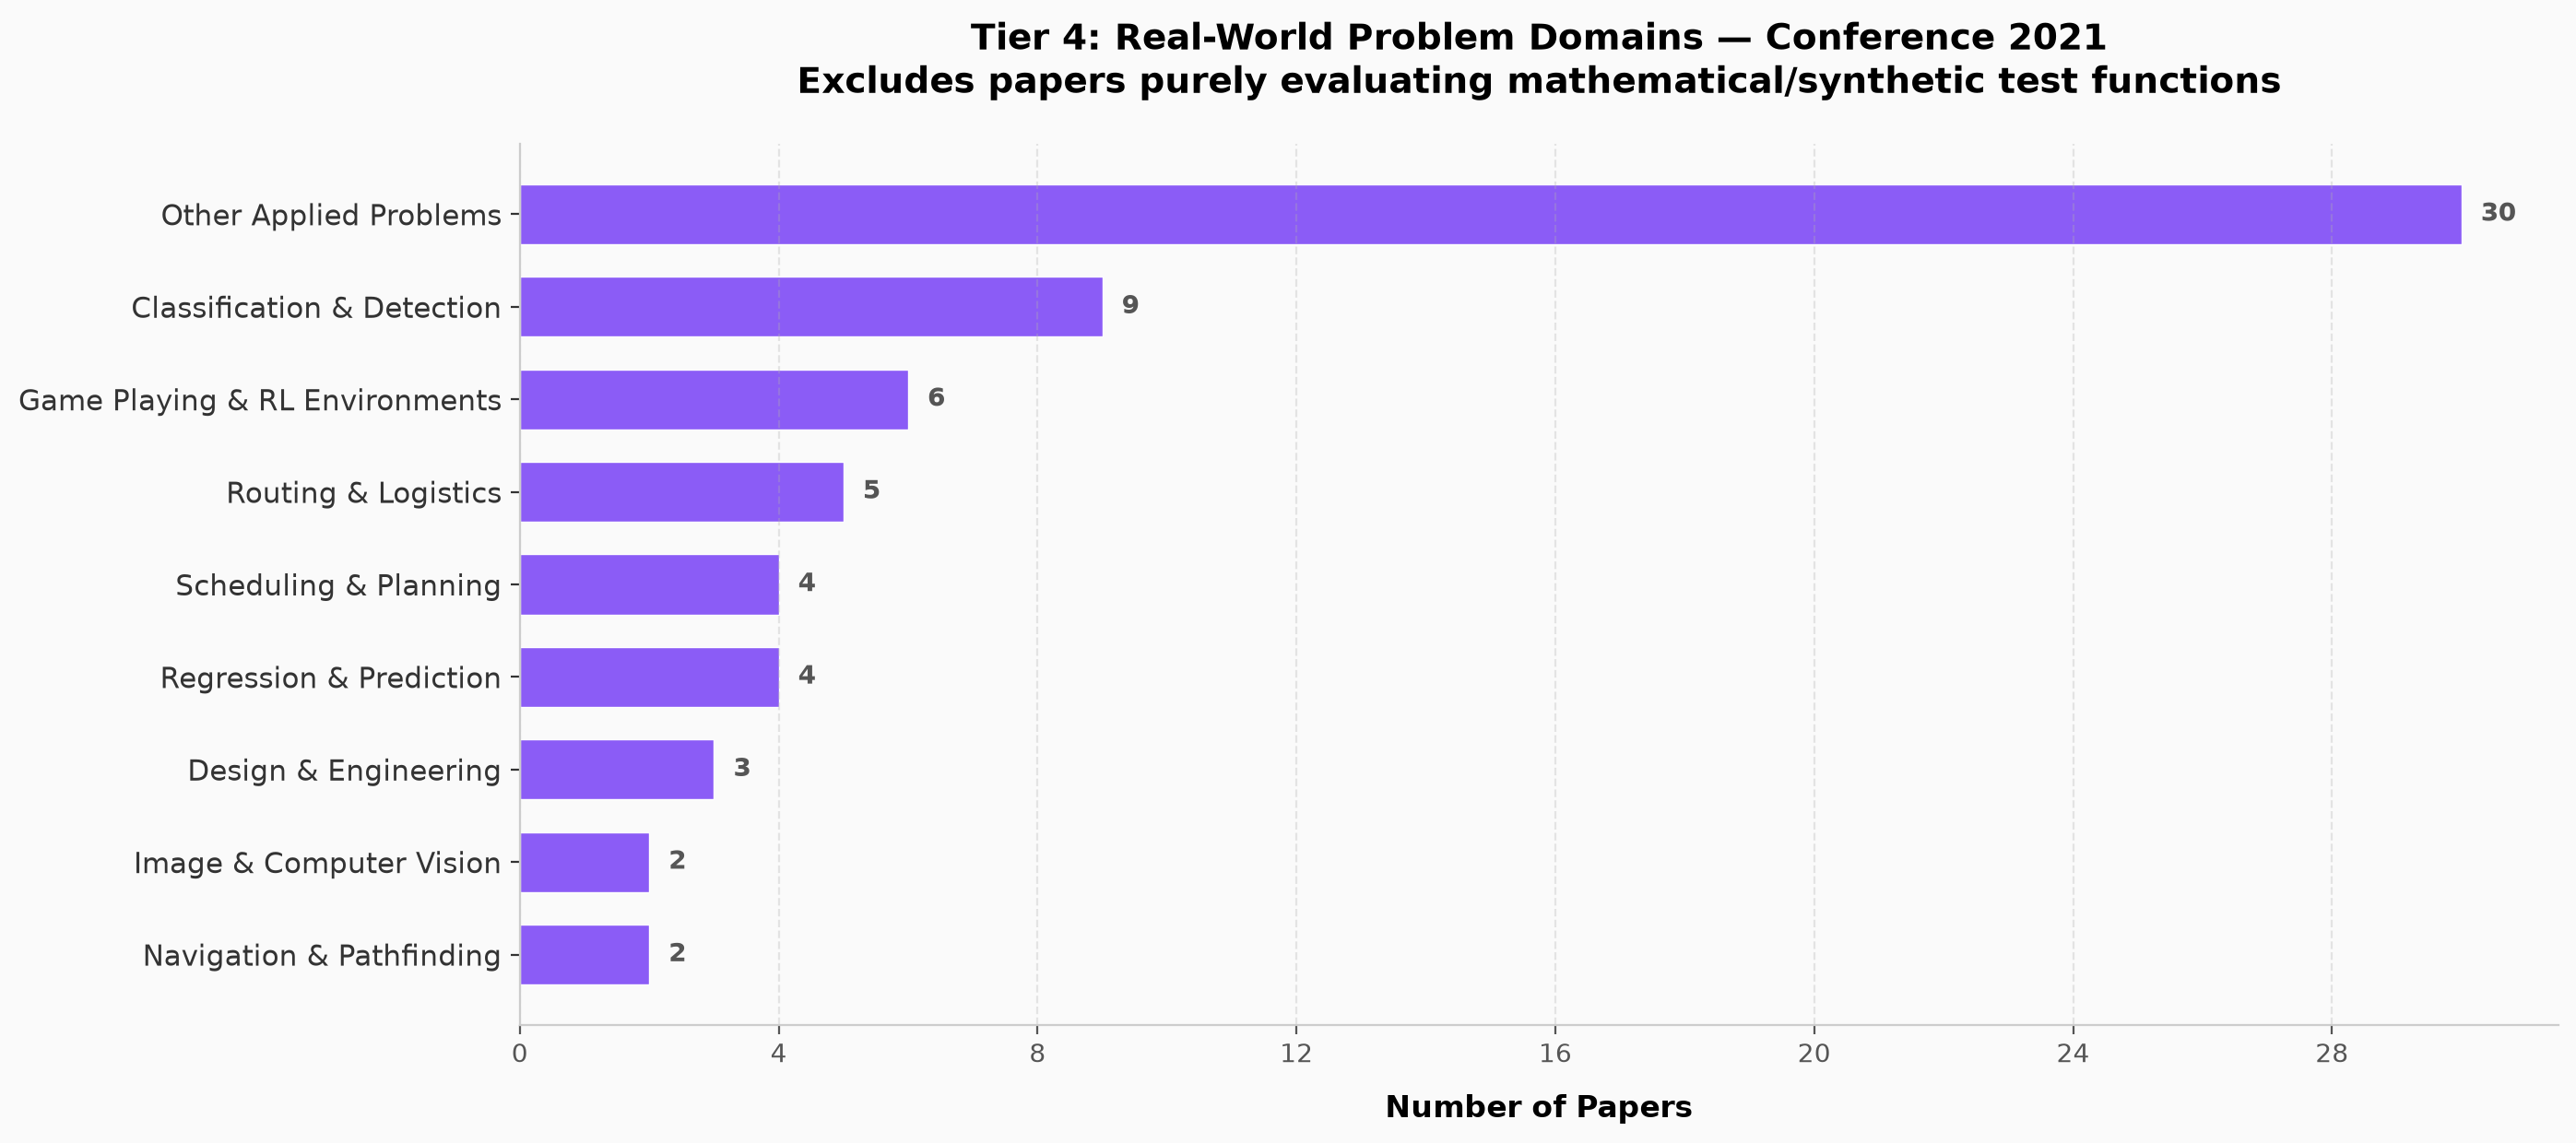 Tier 4: Real-World Problem Domains — Conference 2021
Excludes papers purely evaluating mathematical/synthetic test functions
Other Applied Problems 30
Classification & Detection 9
Game Playing & RL Environments 6
Routing & Logistics 5
Scheduling & Planning 4
Regression & Prediction 4
Design & Engineering 3
Image & Computer Vision 2
Navigation & Pathfinding 2
0 4 8 12 16 20 24 28
Number of Papers